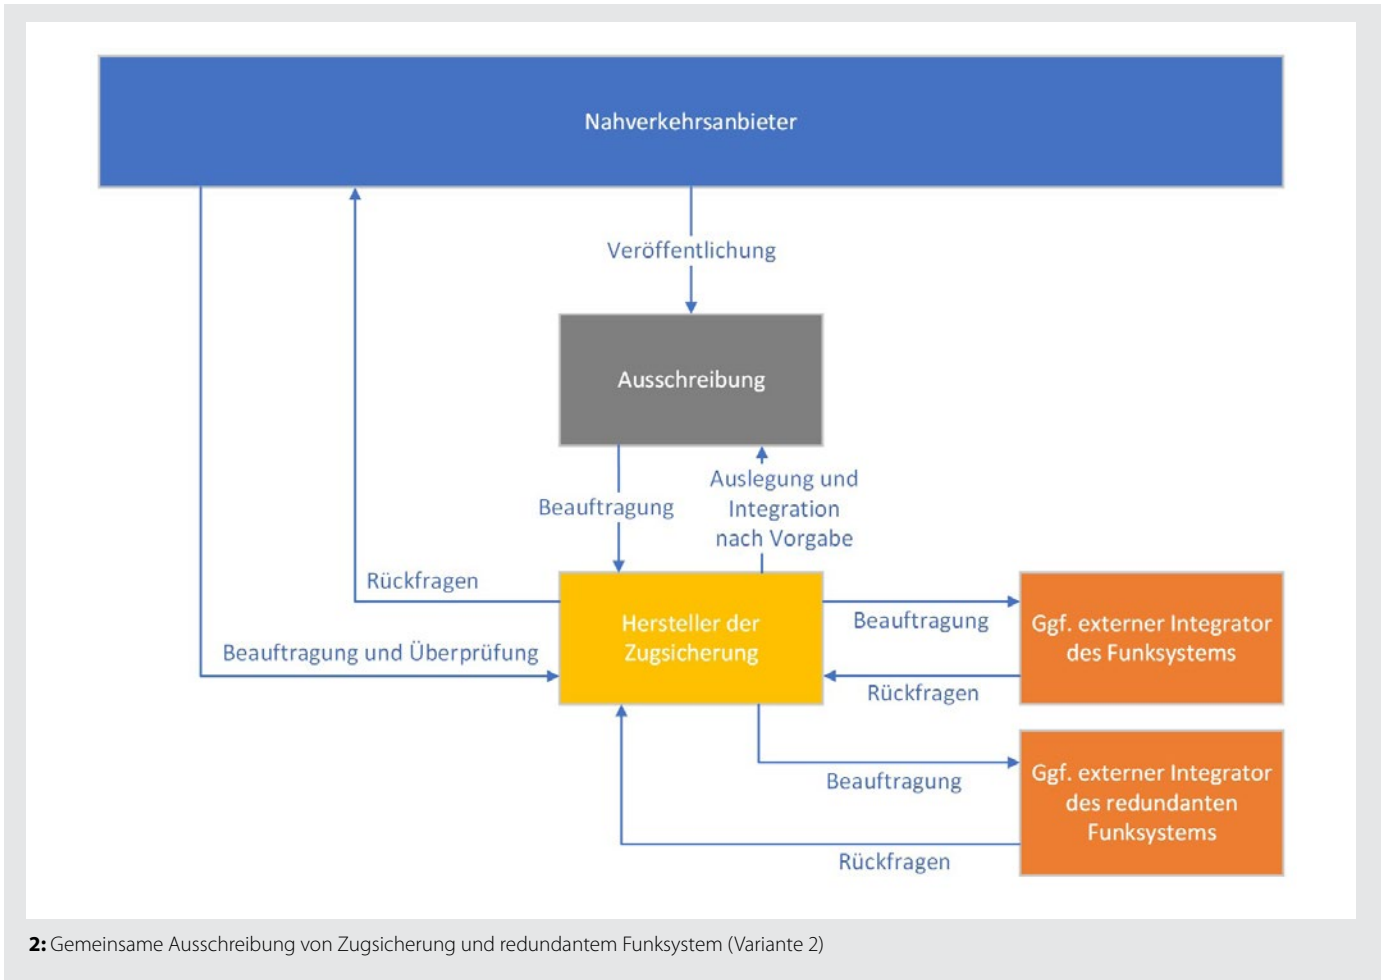 Nahverkehrsanbieter
Veröffentlichung
Ausschreibung
Beauftragung
Auslegung und
Integration
nach Vorgabe
Rückfragen
Beauftragung und Überprüfung
Hersteller der
Zugsicherung
Beauftragung
Rückfragen
Ggf. externer Integrator
des Funksystems
Beauftragung
Rückfragen
Ggf. externer Integrator
des redundanten
Funksystems
2: Gemeinsame Ausschreibung von Zugsicherung und redundantem Funksystem (Variante 2)